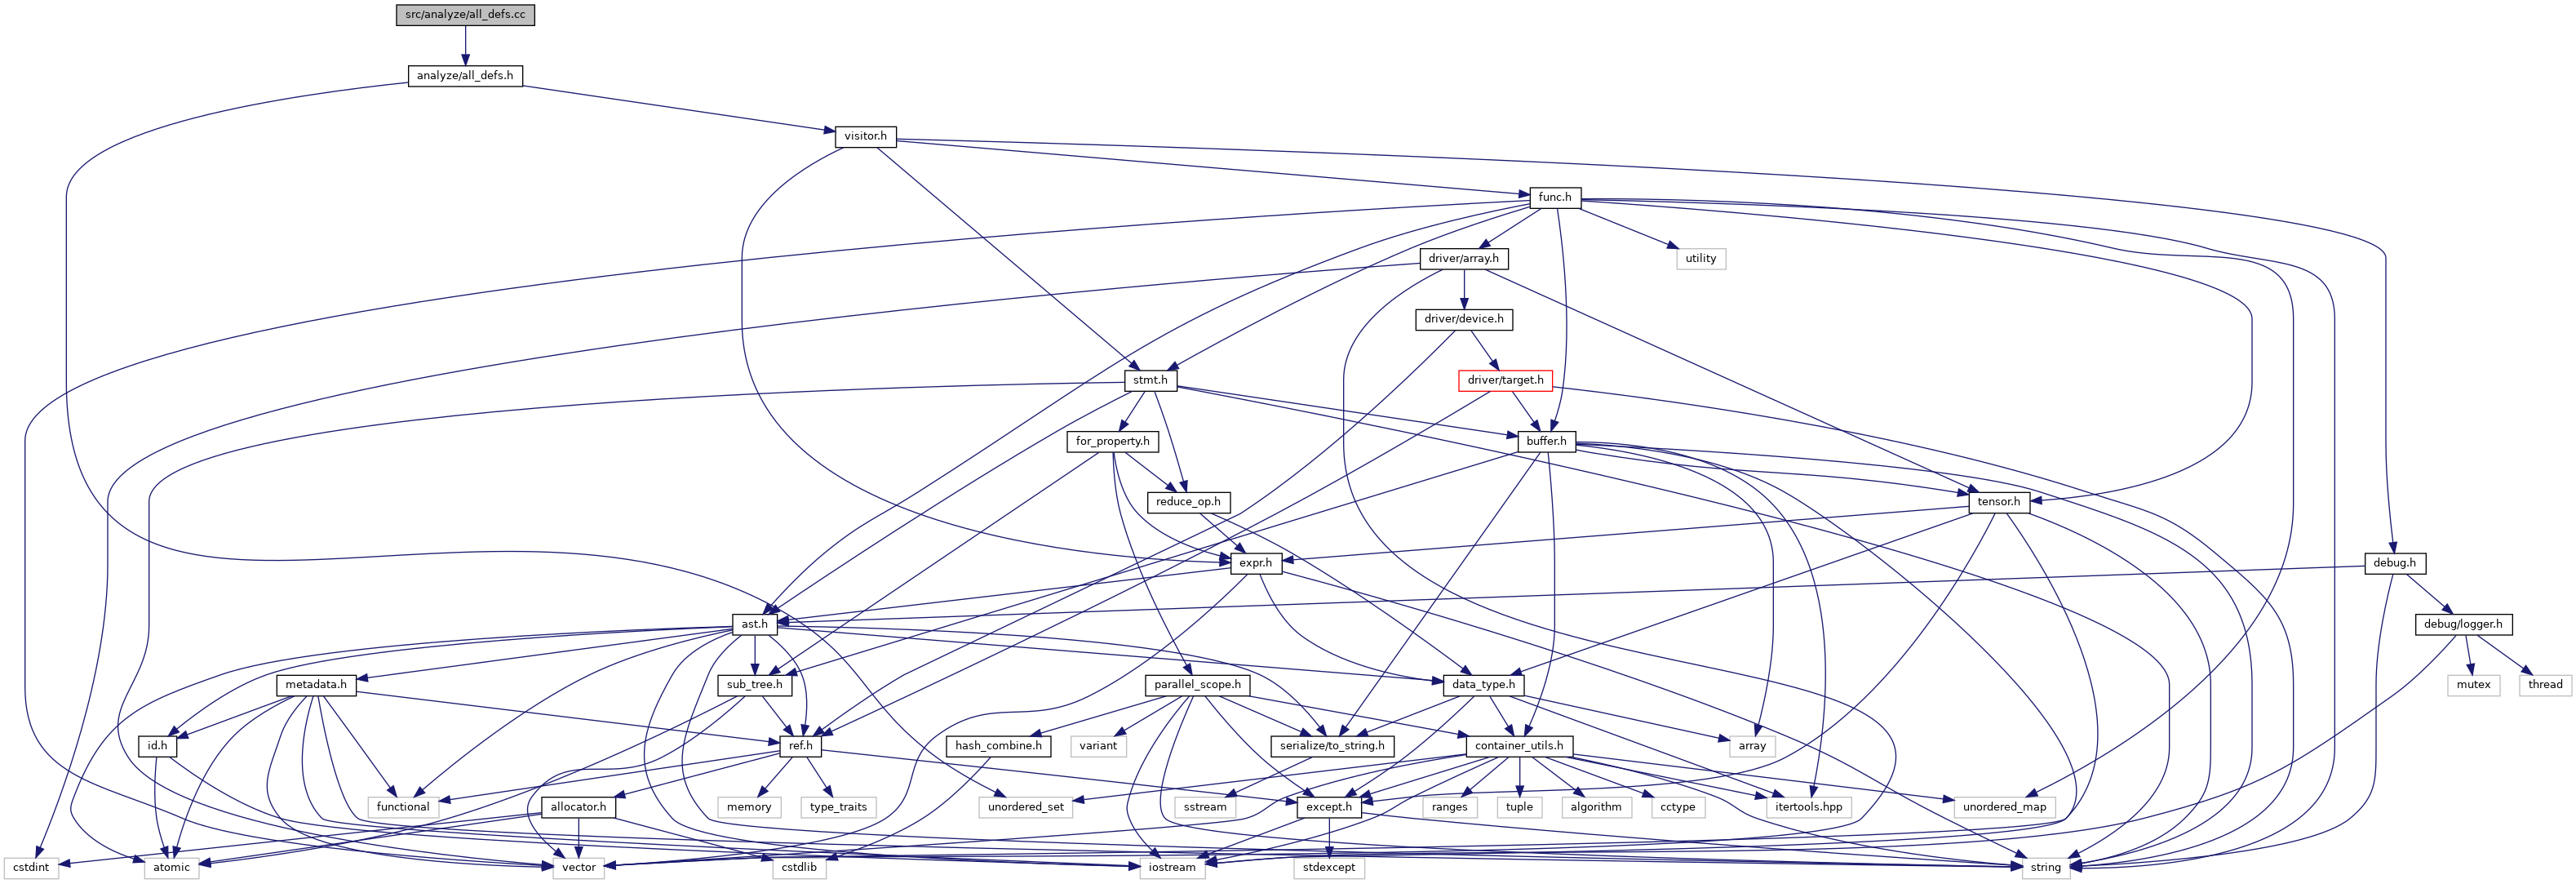 src/analyze/all_defs.cc
analyze/all_defs.h
visitor.h
func.h
driver/array.h
utility
driver/device.h
stmt.h
driver/target.h
for_property.h
buffer.h
reduce_op.h
tensor.h
expr.h
debug.h
ast.h
debug/logger.h
metadata.h
sub_tree.h
parallel_scope.h
data_type.h
mutex
thread
id.h
ref.h
hash_combine.h
variant
serialize/to_string.h
container_utils.h
array
functional
allocator.h
memory
type_traits
unordered_set
sstream
except.h
ranges
tuple
algorithm
cctype
itertools.hpp
unordered_map
cstdint
atomic
vector
cstdlib
iostream
stdexcept
string